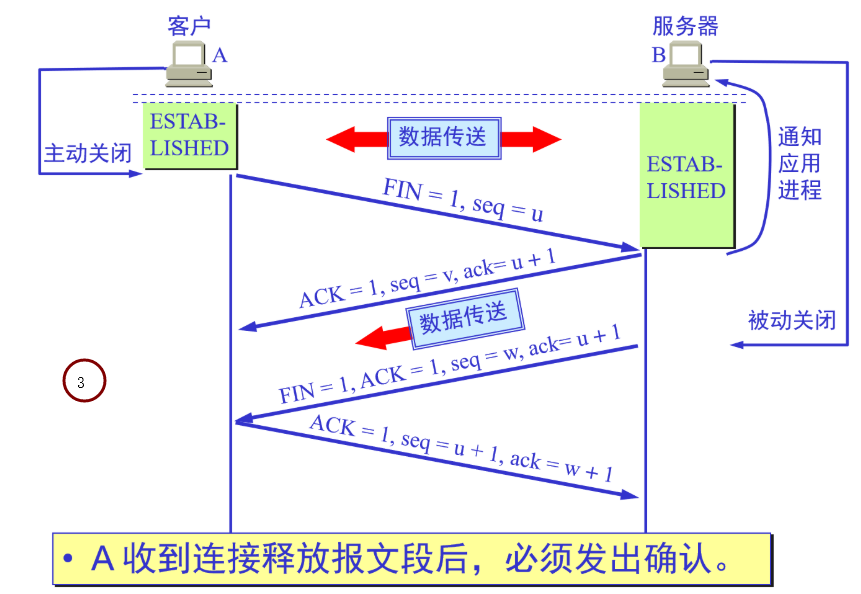 客户
服务器
A
B
ESTAB-
LISHED
数据传送
主动关闭
ESTAB-
LISHED
通知
应用
进程
FIN = 1, seq = u
ACK = 1, seq = v, ack= u + 1
数据传送
被动关闭
FIN = 1, ACK = 1, seq = w, ack= u + 1
3
ACK = 1, seq = u + 1, ack = w + 1
• A 收到连接释放报文段后，必须发出确认。